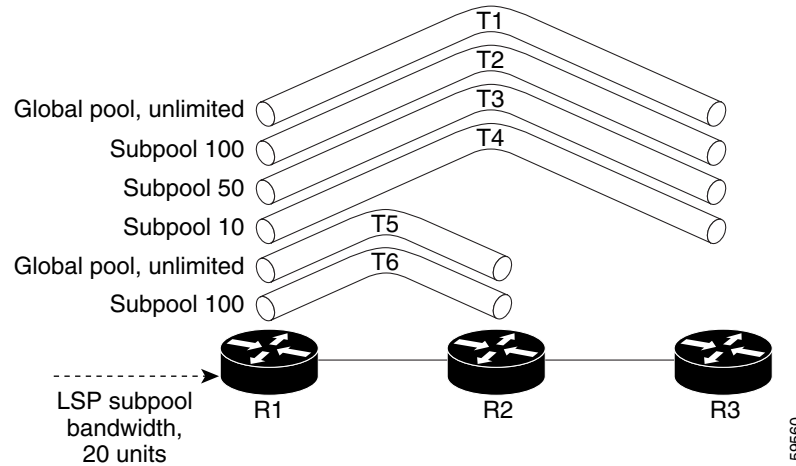 T1
T2
Global pool, unlimited
T3
Subpool 100
T4
Subpool 50
Subpool 10
T5
Global pool, unlimited
T6
Subpool 100
LSP subpool
bandwidth,
20 units
R1
R2
R3
59560